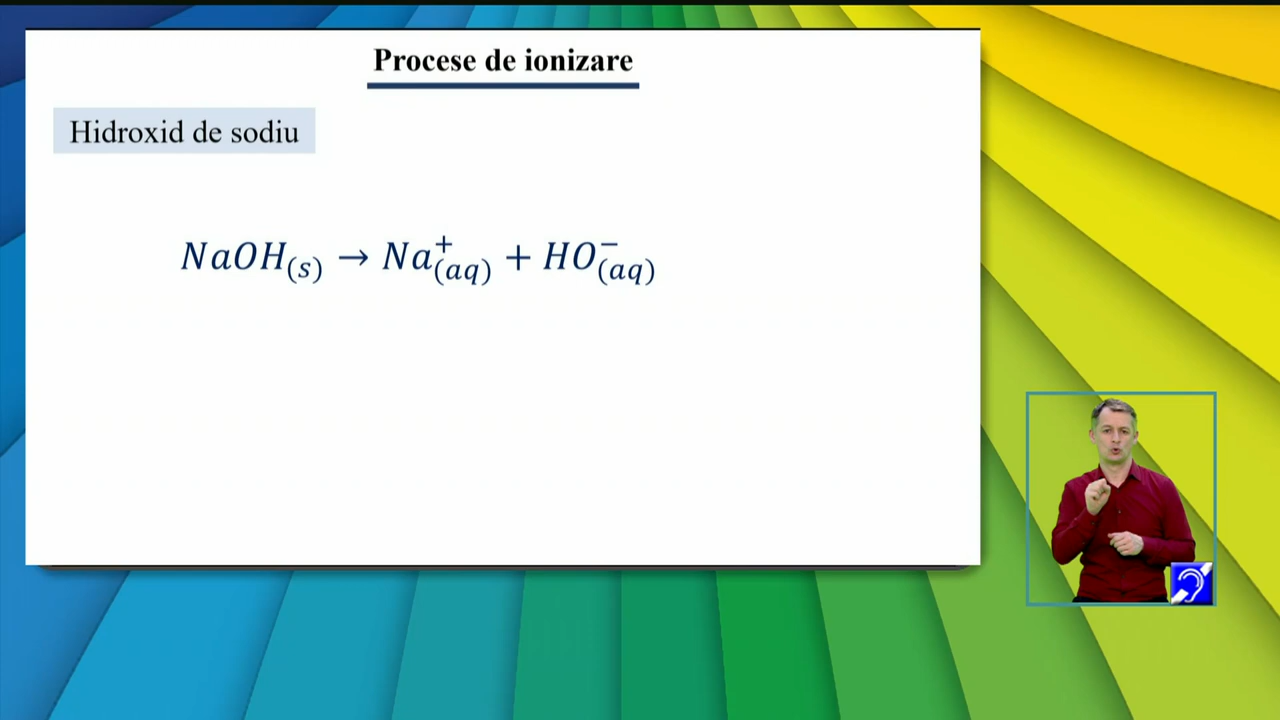 Procese de ionizare
Hidroxid de sodiu
NaOH(s) → Na⁺(aq) + HO⁻(aq)